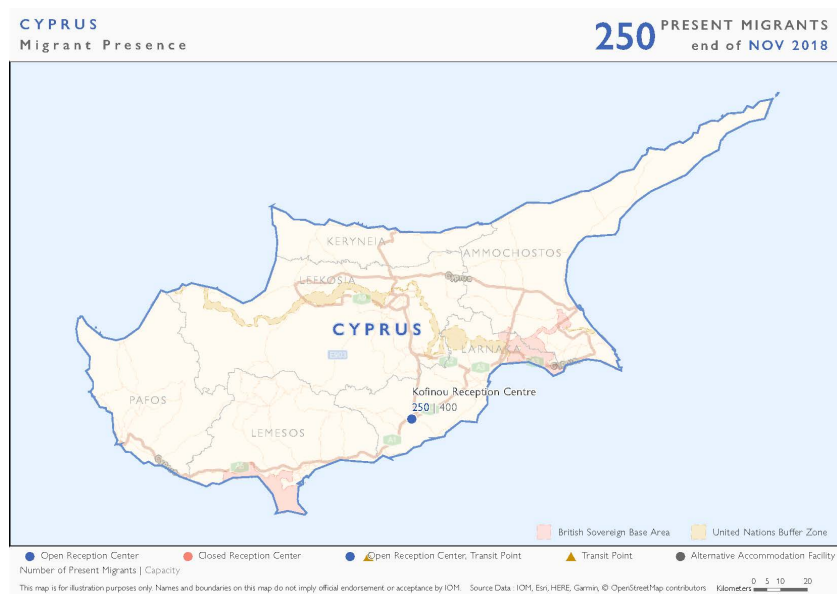 CYPRUS
Migrant Presence
250 PRESENT MIGRANTS
end of NOV 2018
KERYNEIA
AMMOCHOSTOS
LEFKOSIA
CYPRUS
LARNAKA
Kofinou Reception Centre
250 | 400
PAFOS
LEMESOS
British Sovereign Base Area
United Nations Buffer Zone
Open Reception Center
Closed Reception Center
Open Reception Center, Transit Point
Transit Point
Alternative Accommodation Facility
Number of Present Migrants | Capacity
This map is for illustration purposes only. Names and boundaries on this map do not imply official endorsement or acceptance by IOM.
Source Data : IOM, Esri, HERE, Garmin, © OpenStreetMap contributors
Kilometers
0 5 10 20